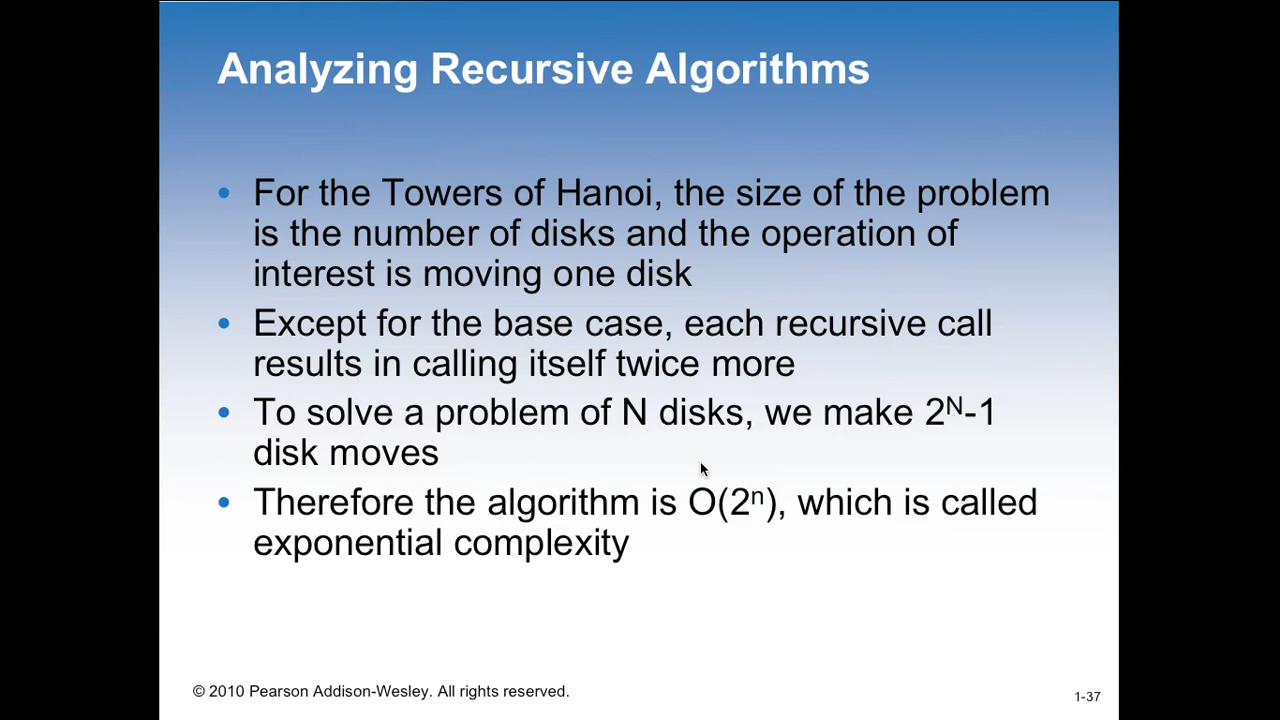 Analyzing Recursive Algorithms
• For the Towers of Hanoi, the size of the problem
is the number of disks and the operation of
interest is moving one disk
• Except for the base case, each recursive call
results in calling itself twice more
• To solve a problem of N disks, we make 2ᴺ-1
disk moves
• Therefore the algorithm is O(2ⁿ), which is called
exponential complexity
© 2010 Pearson Addison-Wesley. All rights reserved.
1-37